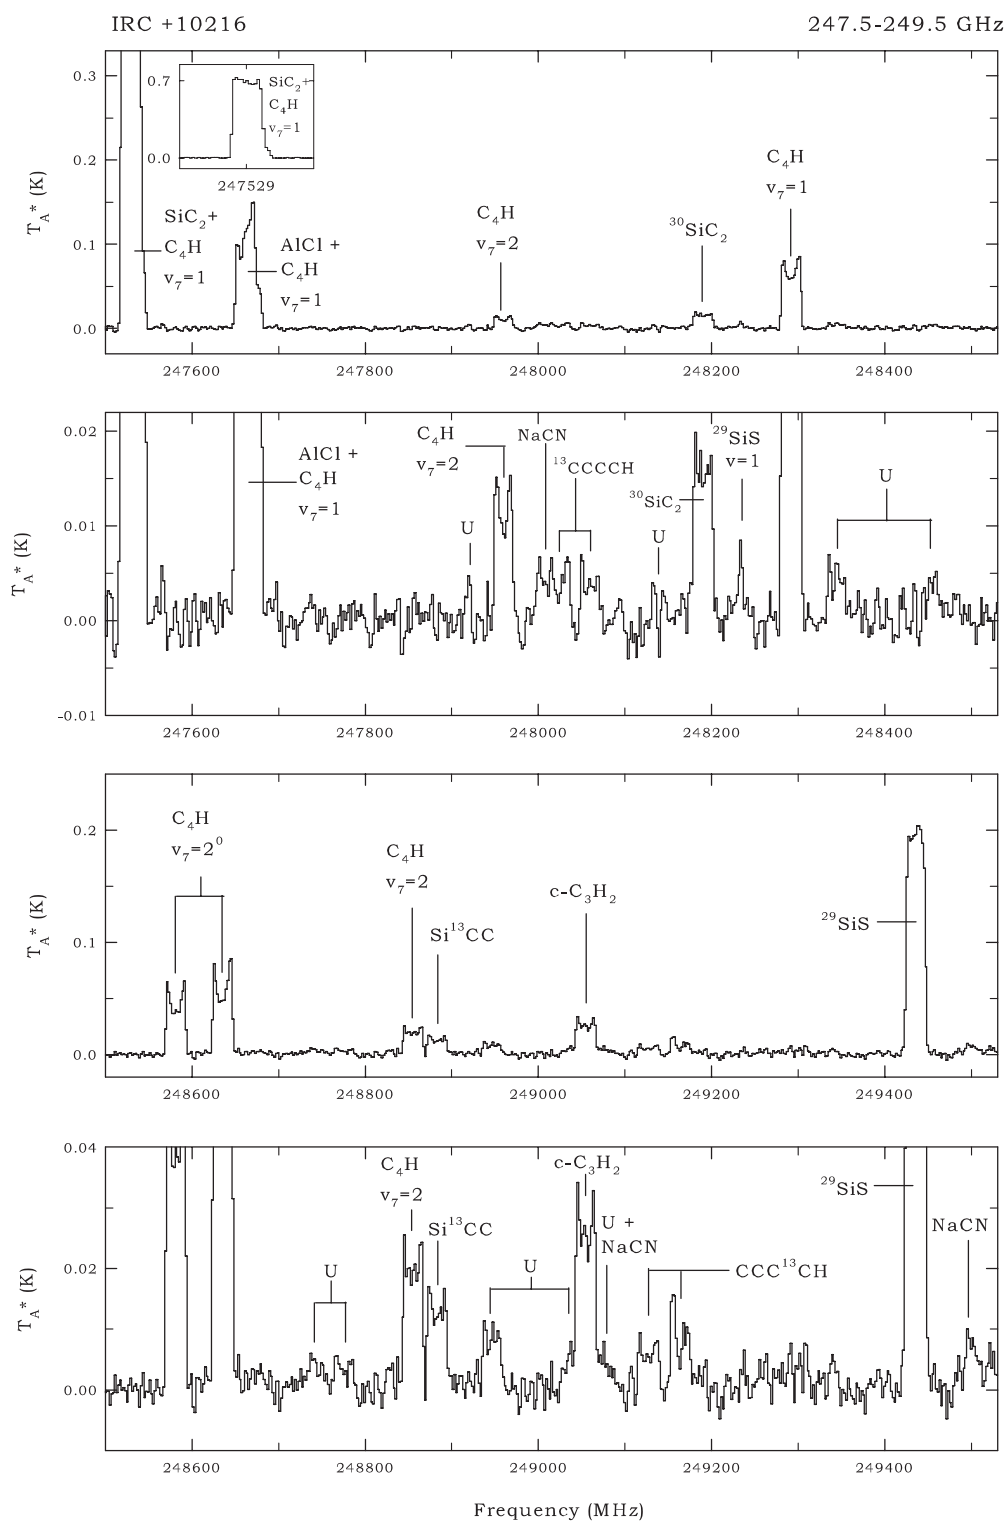 IRC +10216 247.5-249.5 GHz
T_A* (K)
0.3
0.2
0.1
0.0
0.7
0.0
SiC₂+
C₄H
v₇=1
247529
SiC₂+
C₄H
v₇=1
AlCl +
C₄H
v₇=1
C₄H
v₇=2
³⁰SiC₂
C₄H
v₇=1
247600 247800 248000 248200 248400
T_A* (K)
0.02
0.01
0.00
-0.01
AlCl +
C₄H
v₇=1
U
C₄H
v₇=2
NaCN
¹³CCCCH
U
³⁰SiC₂
²⁹SiS
v=1
U
247600 247800 248000 248200 248400
T_A* (K)
0.2
0.1
0.0
C₄H
v₇=2⁰
C₄H
v₇=2
Si¹³CC
c-C₃H₂
²⁹SiS
248600 248800 249000 249200 249400
T_A* (K)
0.04
0.02
0.00
U
C₄H
v₇=2
Si¹³CC
U
c-C₃H₂
U +
NaCN
CCC¹³CH
²⁹SiS
NaCN
248600 248800 249000 249200 249400
Frequency (MHz)